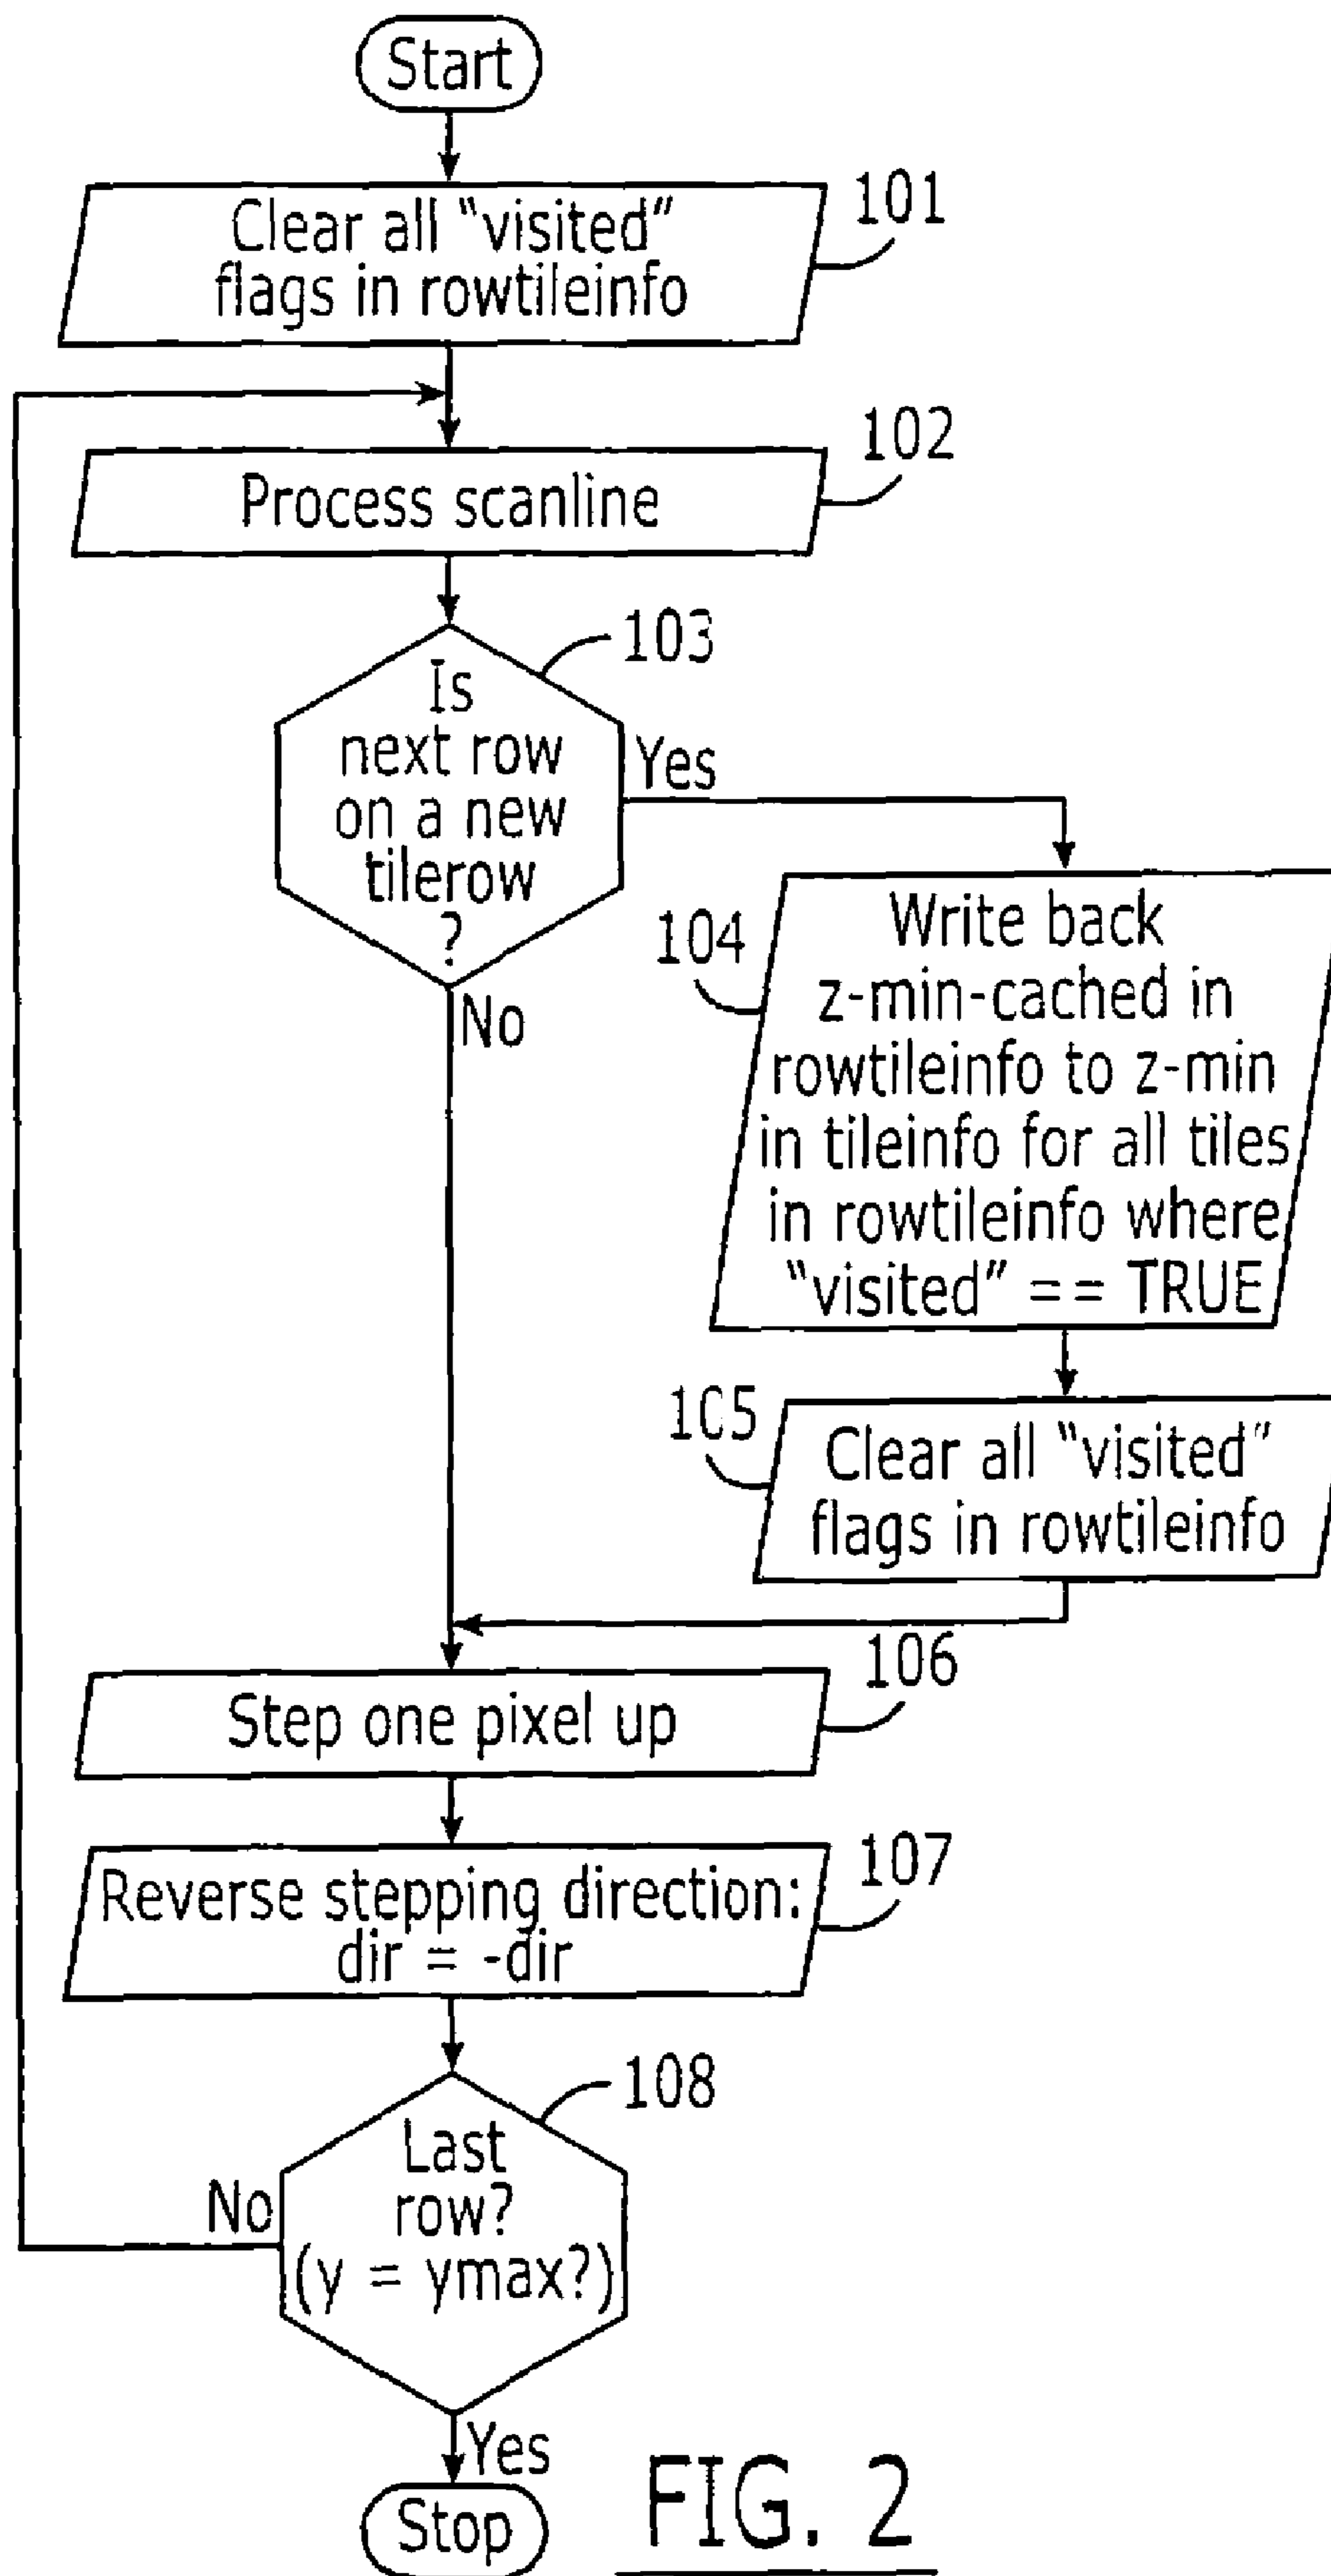 Start
Clear all “visited”
flags in rowtileinfo
101
Process scanline
102
103
Is
next row
on a new
tilerow
?
Yes
No
104
Write back
z-min-cached in
rowtileinfo to z-min
in tileinfo for all tiles
in rowtileinfo where
“visited” == TRUE
105
Clear all “visited”
flags in rowtileinfo
106
Step one pixel up
107
Reverse stepping direction:
dir = -dir
108
Last
row?
(y = ymax?)
No
Yes
Stop
FIG. 2